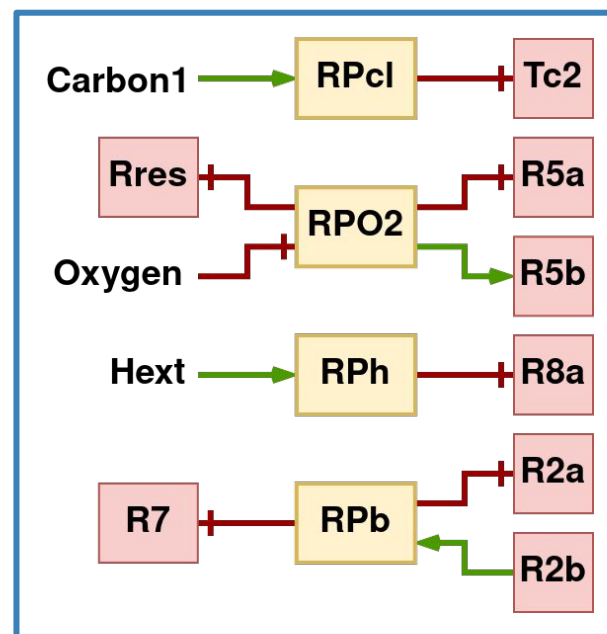 Carbon1 RPcl Tc2
Rres R5a
RPO2
Oxygen R5b
Hext RPh R8a
R2a
R7 RPb
R2b